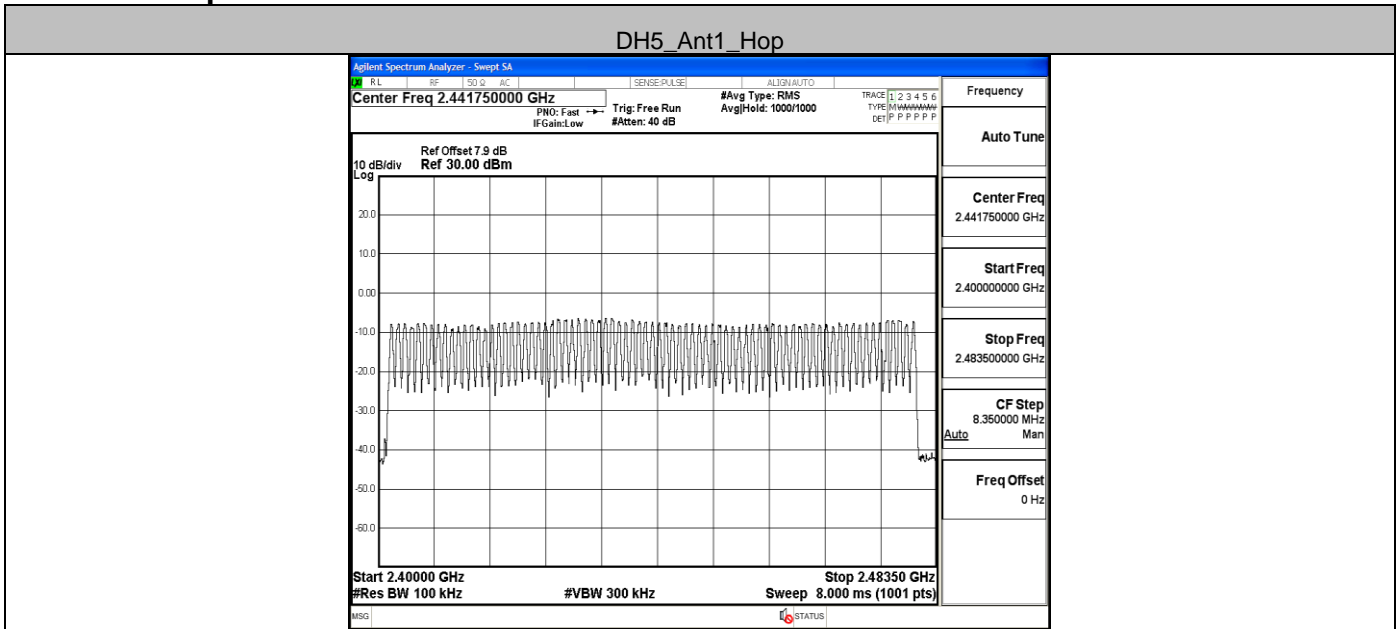 DH5_Ant1_Hop
Agilent Spectrum Analyzer - Swept SA
RL RF 50 Ω AC SENSE:PULSE ALIGNAUTO
Center Freq 2.441750000 GHz
PNO: Fast
IFGain:Low
Trig: Free Run
#Atten: 40 dB
#Avg Type: RMS
Avg|Hold: 1000/1000
TRACE 1 2 3 4 5 6
TYPE M
DET P P P P P P
Ref Offset 7.9 dB
10 dB/div Ref 30.00 dBm
Log
20.0
10.0
0.00
-10.0
-20.0
-30.0
-40.0
-50.0
-60.0
Start 2.40000 GHz Stop 2.48350 GHz
#Res BW 100 kHz #VBW 300 kHz Sweep 8.000 ms (1001 pts)
MSG STATUS
Frequency
Auto Tune
Center Freq
2.441750000 GHz
Start Freq
2.400000000 GHz
Stop Freq
2.483500000 GHz
CF Step
8.350000 MHz
Auto Man
Freq Offset
0 Hz